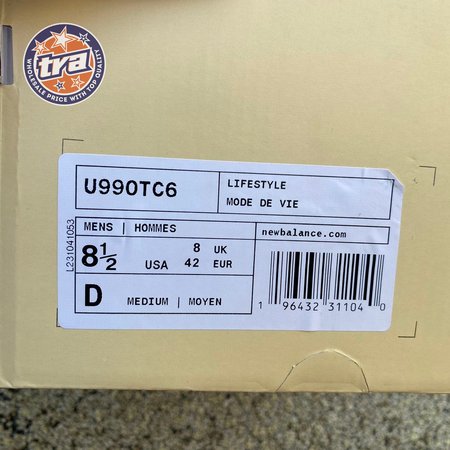 tra
WHOLESALE PRICE WITH TOP QUALITY
U990TC6
LIFESTYLE
MODE DE VIE
MENS | HOMMES
newbalance.com
8½ USA
8 UK
42 EUR
D MEDIUM | MOYEN
1 96432 31104 0
L231041053